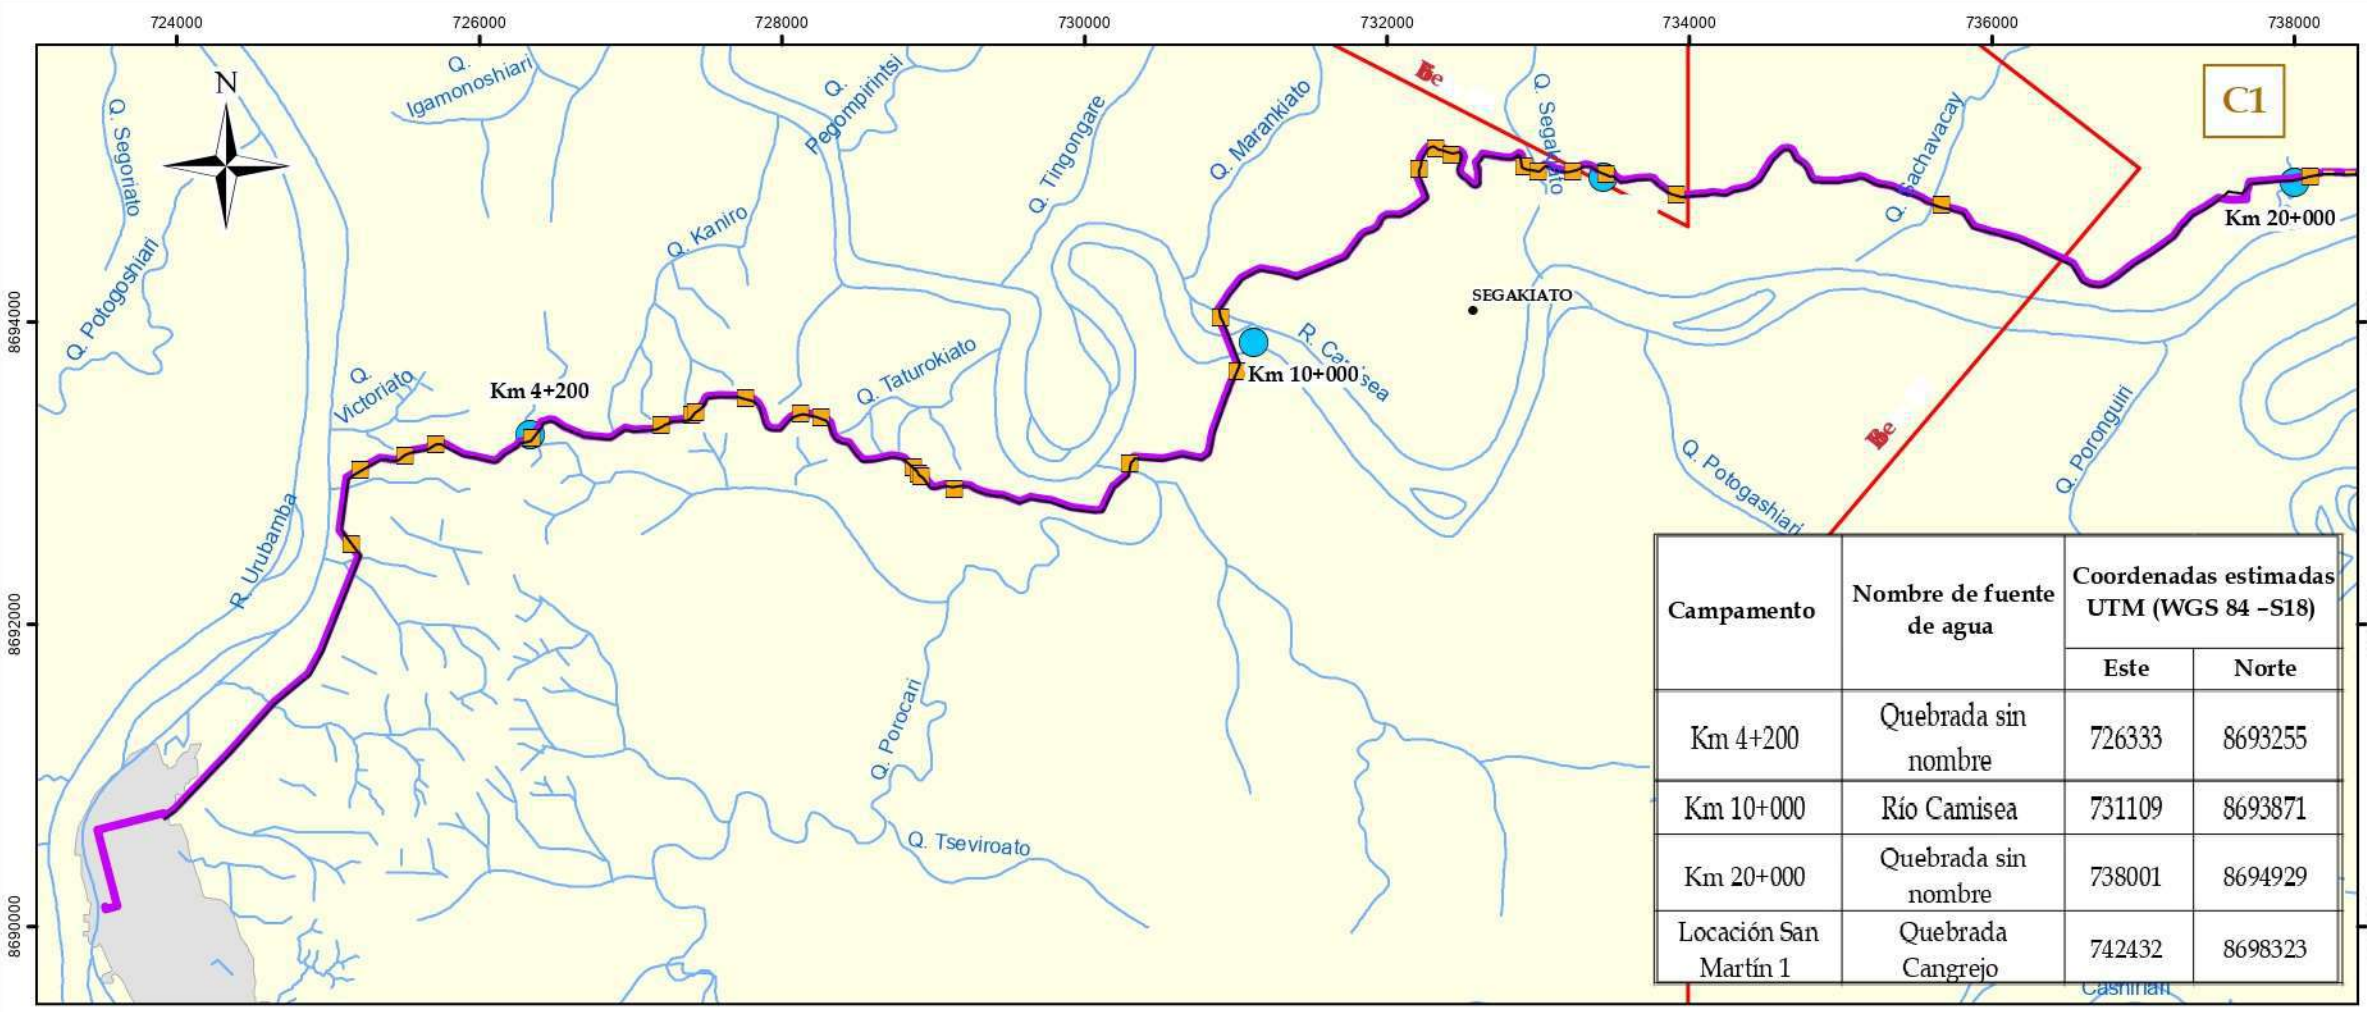 724000 726000 728000 730000 732000 734000 736000 738000
8694000
8692000
8690000
N
C1
Q. Segoriato
Q. Potogoshiari
Q.
Igamonoshiari
Q.
Pegompirintsi
Q. Kaniro
Q. Tingongare
Q. Marankiato
Q. Sachavacay
Km 20+000
SEGAKIATO
Km 4+200
Q.
Victoriato
Q. Taturokiato
Km 10+000
R. Urubamba
Q. Potogashiari
Q. Poronguiri
Q. Porocari
Q. Tseviroato
Campamento
Nombre de fuente
de agua
Coordenadas estimadas
UTM (WGS 84 –S18)
Este Norte
Km 4+200 Quebrada sin
nombre 726333 8693255
Km 10+000 Río Camisea 731109 8693871
Km 20+000 Quebrada sin
nombre 738001 8694929
Locación San
Martín 1 Quebrada
Cangrejo 742432 8698323